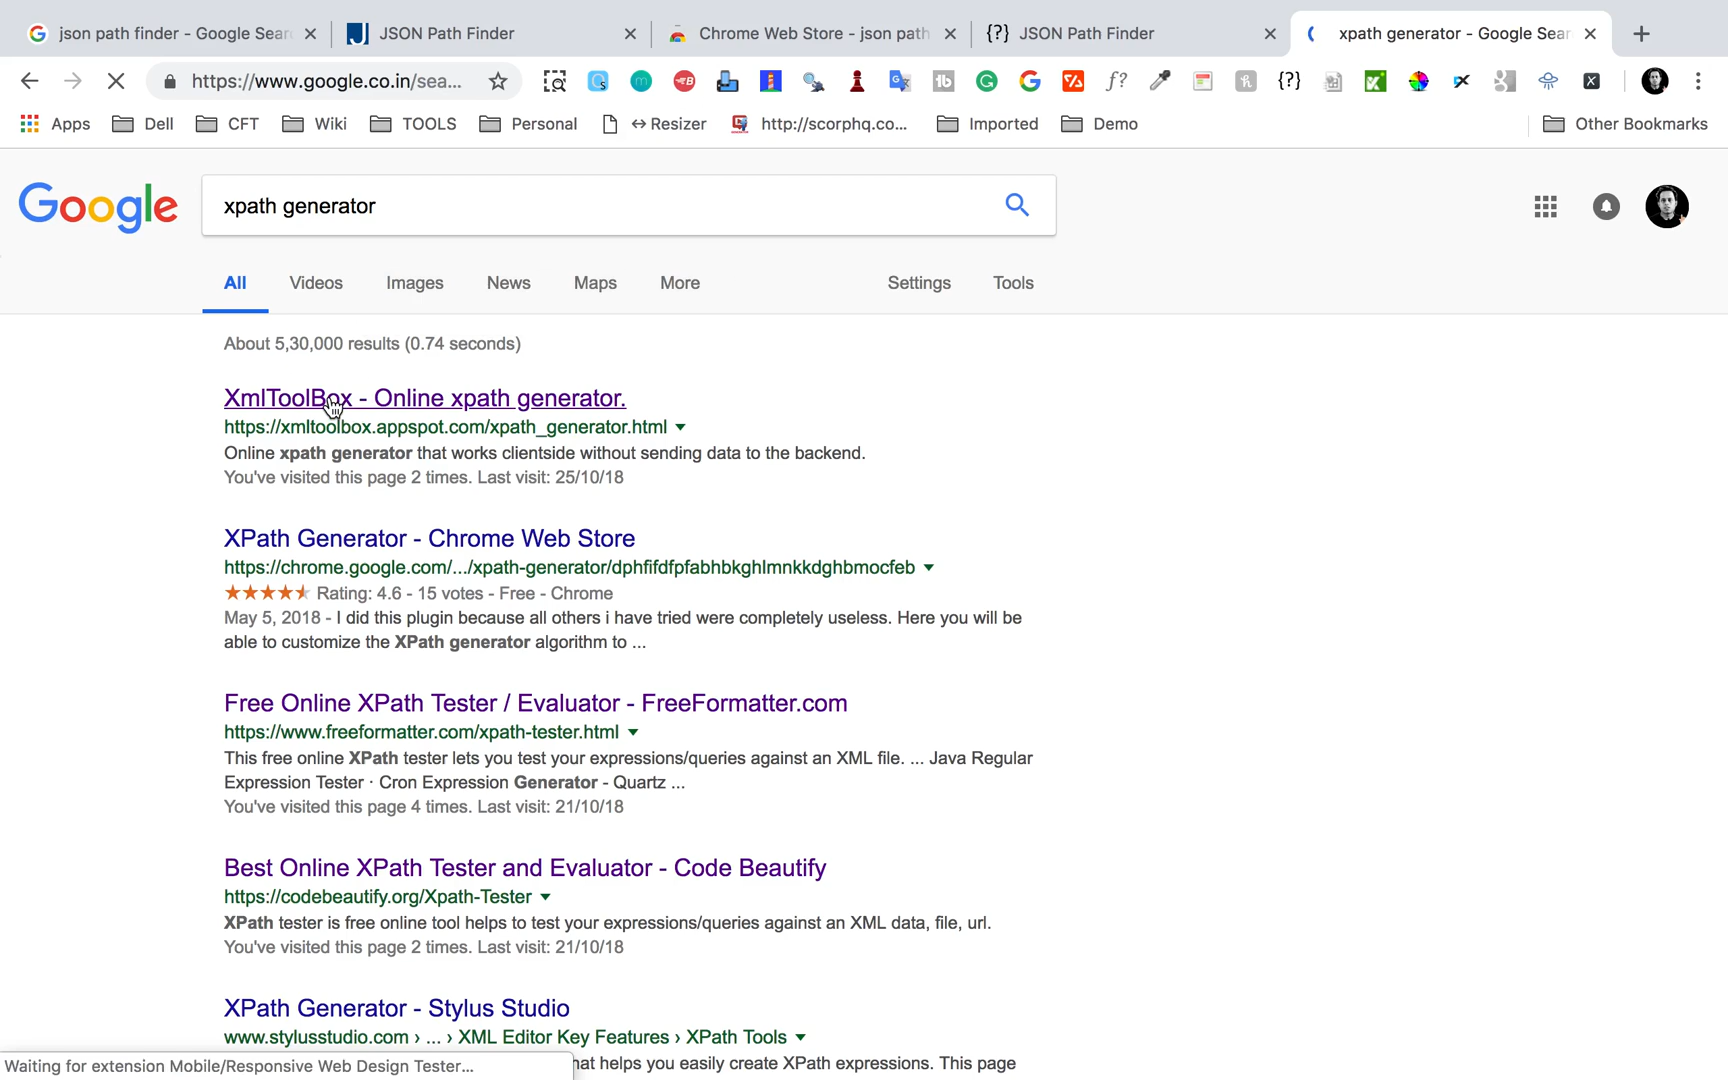 json path finder - Google Sear
JSON Path Finder
Chrome Web Store - json path
{?} JSON Path Finder
xpath generator - Google Sear
https://www.google.co.in/sea...
Apps Dell CFT Wiki TOOLS Personal ↔Resizer http://scorphq.co... Imported Demo Other Bookmarks
Google
xpath generator
All Videos Images News Maps More Settings Tools
About 5,30,000 results (0.74 seconds)
XmlToolBox - Online xpath generator.
https://xmltoolbox.appspot.com/xpath_generator.html
Online xpath generator that works clientside without sending data to the backend.
You've visited this page 2 times. Last visit: 25/10/18
XPath Generator - Chrome Web Store
https://chrome.google.com/.../xpath-generator/dphfifdfpfabhbkghlmnkkdghbmocfeb
Rating: 4.6 - 15 votes - Free - Chrome
May 5, 2018 - I did this plugin because all others i have tried were completely useless. Here you will be
able to customize the XPath generator algorithm to ...
Free Online XPath Tester / Evaluator - FreeFormatter.com
https://www.freeformatter.com/xpath-tester.html
This free online XPath tester lets you test your expressions/queries against an XML file. ... Java Regular
Expression Tester · Cron Expression Generator - Quartz ...
You've visited this page 4 times. Last visit: 21/10/18
Best Online XPath Tester and Evaluator - Code Beautify
https://codebeautify.org/Xpath-Tester
XPath tester is free online tool helps to test your expressions/queries against an XML data, file, url.
You've visited this page 2 times. Last visit: 21/10/18
XPath Generator - Stylus Studio
www.stylusstudio.com › ... › XML Editor Key Features › XPath Tools
hat helps you easily create XPath expressions. This page
Waiting for extension Mobile/Responsive Web Design Tester...